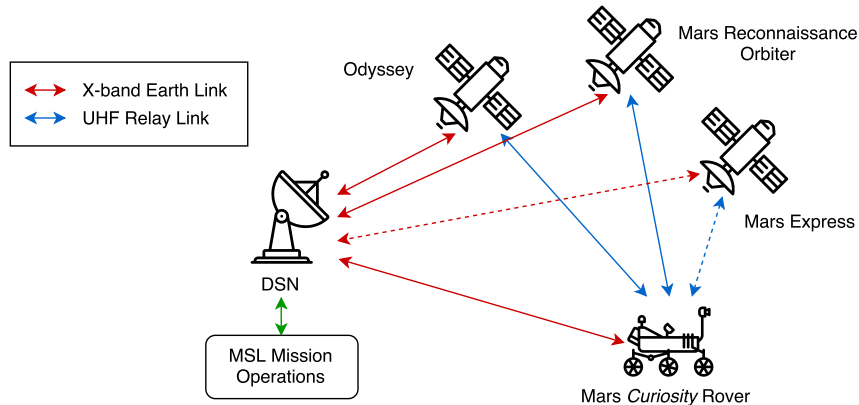 Mars Reconnaissance
Orbiter
Odyssey
X-band Earth Link
UHF Relay Link
Mars Express
DSN
MSL Mission
Operations
Mars Curiosity Rover